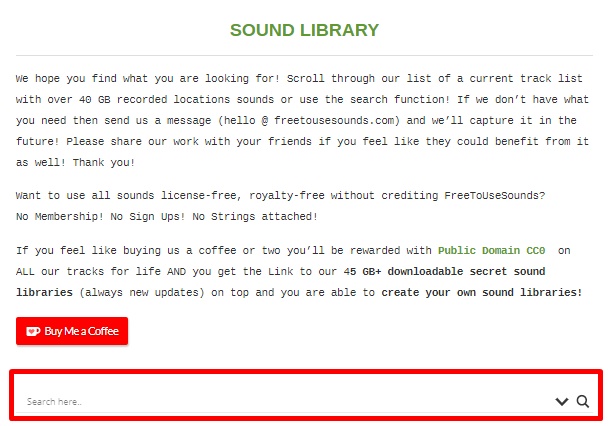 SOUND LIBRARY
We hope you find what you are looking for! Scroll through our list of a current track list
with over 40 GB recorded locations sounds or use the search function! If we don’t have what
you need then send us a message (hello @ freetousesounds.com) and we’ll capture it in the
future! Please share our work with your friends if you feel like they could benefit from it
as well! Thank you!
Want to use all sounds license-free, royalty-free without crediting FreeToUseSounds?
No Membership! No Sign Ups! No Strings attached!
If you feel like buying us a coffee or two you’ll be rewarded with Public Domain CC0 on
ALL our tracks for life AND you get the Link to our 45 GB+ downloadable secret sound
libraries (always new updates) on top and you are able to create your own sound libraries!
Buy Me a Coffee
Search here..